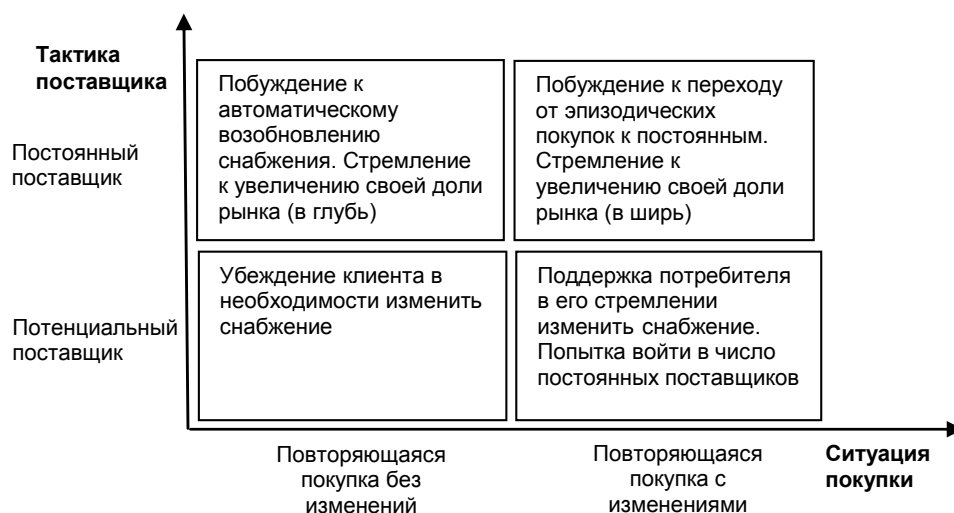 Тактика
поставщика
Побуждение к
автоматическому
возобновлению
снабжения. Стремление
к увеличению своей доли
рынка (в глубь)
Побуждение к переходу
от эпизодических
покупок к постоянным.
Стремление к
увеличению своей доли
рынка (в ширь)
Постоянный
поставщик
Убеждение клиента в
необходимости изменить
снабжение
Поддержка потребителя
в его стремлении
изменить снабжение.
Попытка войти в число
постоянных поставщиков
Потенциальный
поставщик
Повторяющаяся
покупка без
изменений
Повторяющаяся
покупка с
изменениями
Ситуация
покупки